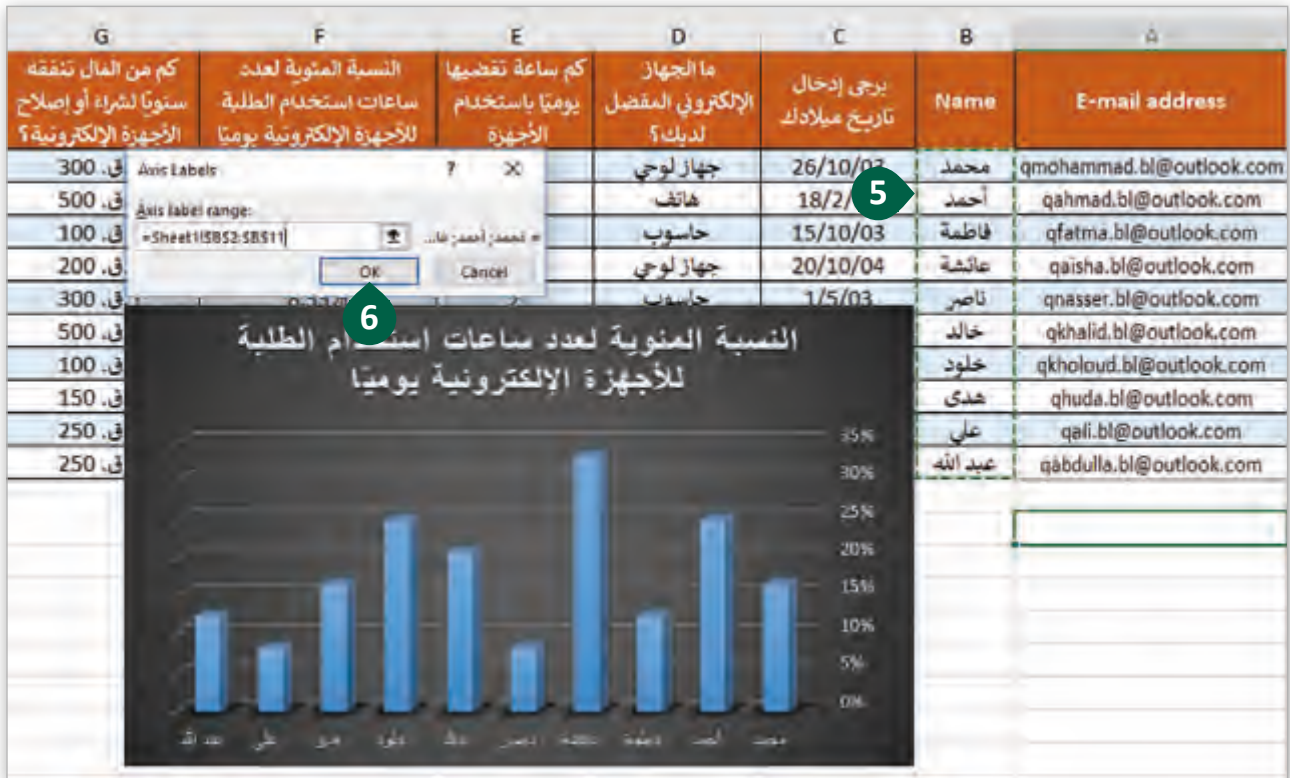 A B C D E F G
E-mail address
Name
برجى إدخال
تاريخ ميلادك
ما الجهاز
الإلكتروني المفضل
لديك؟
كم ساعة تقضيها
يوميًا باستخدام
الأجهزة
النسبة المئوية لعدد
ساعات استخدام الطلبة
للأجهزة الإلكترونية يوميًا
كم من المال تنفقه
سنويًا لشراء أو إصلاح
الأجهزة الإلكترونية؟
qmohammad.bl@outlook.com محمد 26/10/03 جهاز لوحي ق. 300
qahmad.bl@outlook.com أحمد 18/2/ هاتف ق. 500
qfatma.bl@outlook.com فاطمة 15/10/03 حاسوب ق. 100
qaisha.bl@outlook.com عائشة 20/10/04 جهاز لوحي ق. 200
qnasser.bl@outlook.com ناصر 1/5/03 حاسوب ق. 300
qkhalid.bl@outlook.com خالد ق. 500
qkholoud.bl@outlook.com خلود ق. 100
qhuda.bl@outlook.com هدى ق. 150
qali.bl@outlook.com علي ق. 250
qabdulla.bl@outlook.com عبد الله ق. 250
5
Axis Labels ?
Axis label range:
=Sheet1!$B$2:$B$11
= محمد; أحمد; فا...
OK Cancel
6
النسبة المئوية لعدد ساعات استخدام الطلبة
للأجهزة الإلكترونية يوميًا
35%
30%
25%
20%
15%
10%
5%
0%